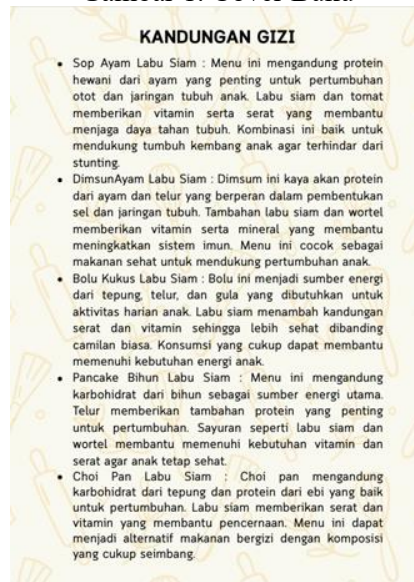 KANDUNGAN GIZI
• Sop Ayam Labu Siam : Menu ini mengandung protein
hewani dari ayam yang penting untuk pertumbuhan
otot dan jaringan tubuh anak. Labu siam dan tomat
memberikan vitamin serta serat yang membantu
menjaga daya tahan tubuh. Kombinasi ini baik untuk
mendukung tumbuh kembang anak agar terhindar dari
stunting.
• DimsunAyam Labu Siam : Dimsum ini kaya akan protein
dari ayam dan telur yang berperan dalam pembentukan
sel dan jaringan tubuh. Tambahan labu siam dan wortel
memberikan vitamin serta mineral yang membantu
meningkatkan sistem imun. Menu ini cocok sebagai
makanan sehat untuk mendukung pertumbuhan anak.
• Bolu Kukus Labu Siam : Bolu ini menjadi sumber energi
dari tepung, telur, dan gula yang dibutuhkan untuk
aktivitas harian anak. Labu siam menambah kandungan
serat dan vitamin sehingga lebih sehat dibanding
camilan biasa. Konsumsi yang cukup dapat membantu
memenuhi kebutuhan energi anak.
• Pancake Bihun Labu Siam : Menu ini mengandung
karbohidrat dari bihun sebagai sumber energi utama.
Telur memberikan tambahan protein yang penting
untuk pertumbuhan. Sayuran seperti labu siam dan
wortel membantu memenuhi kebutuhan vitamin dan
serat agar anak tetap sehat.
• Choi Pan Labu Siam : Choi pan mengandung
karbohidrat dari tepung dan protein dari ebi yang baik
untuk pertumbuhan. Labu siam memberikan serat dan
vitamin yang membantu pencernaan. Menu ini dapat
menjadi alternatif makanan bergizi dengan komposisi
yang cukup seimbang.